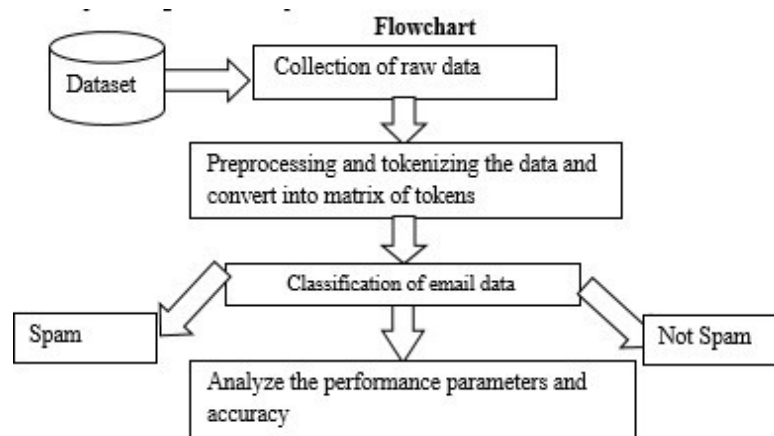 Flowchart
Dataset
Collection of raw data
Preprocessing and tokenizing the data and
convert into matrix of tokens
Classification of email data
Spam
Not Spam
Analyze the performance parameters and
accuracy